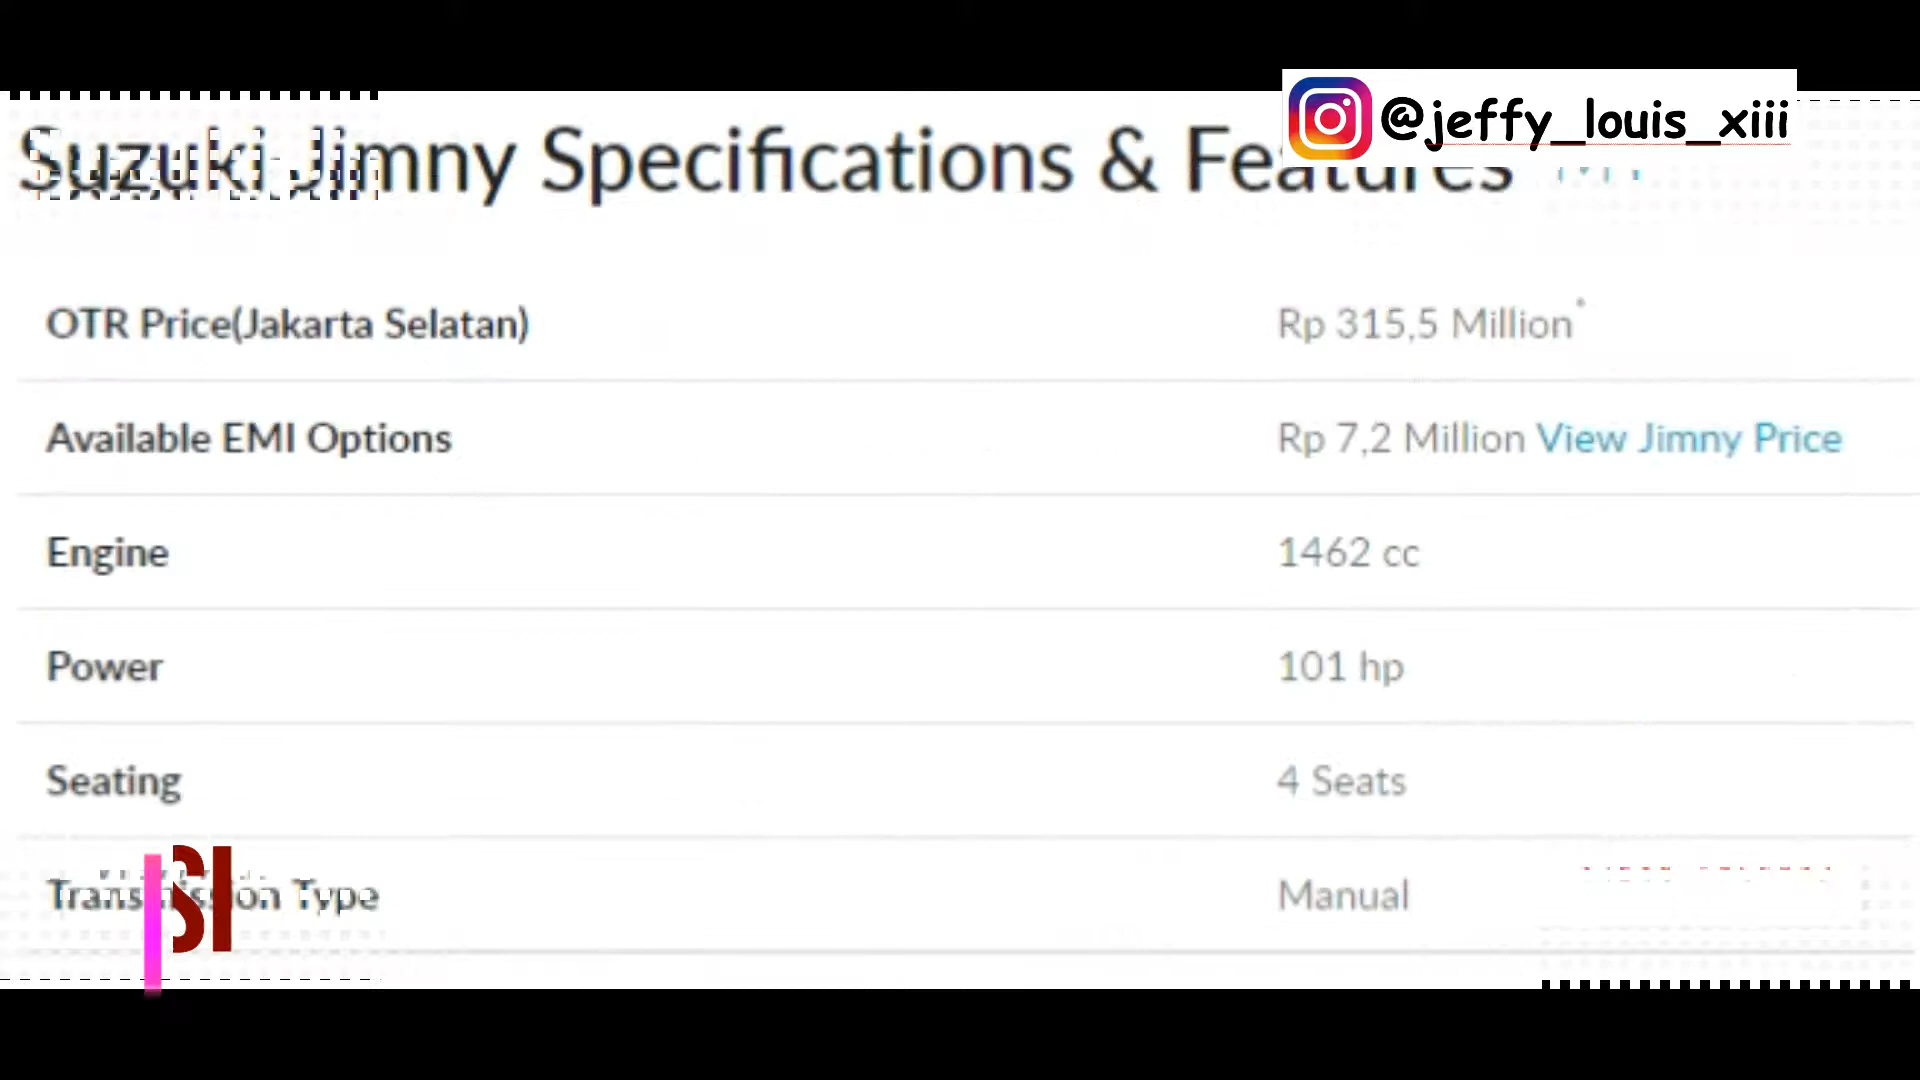 @jeffy_louis_xiii
Suzuki Jimny Specifications & Features
OTR Price(Jakarta Selatan) Rp 315,5 Million*
Available EMI Options Rp 7,2 Million View Jimny Price
Engine 1462 cc
Power 101 hp
Seating 4 Seats
Transmission Type Manual
SI